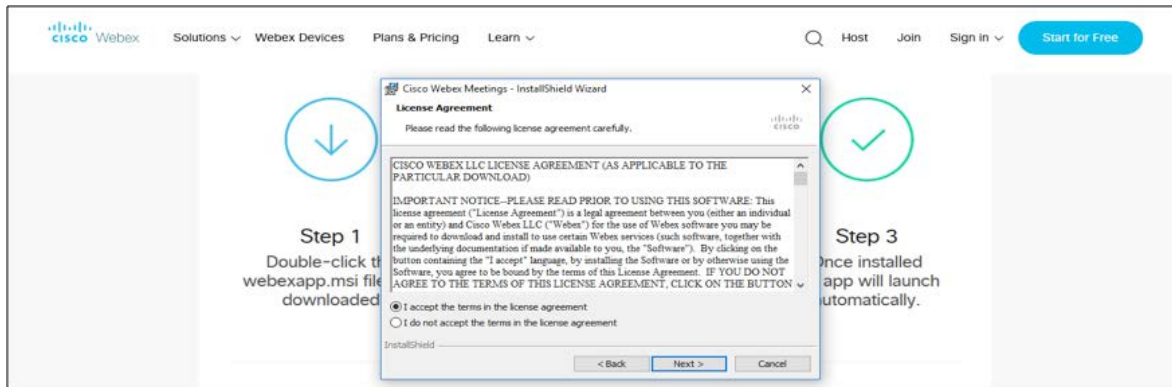 cisco Webex
Solutions Webex Devices Plans & Pricing Learn Host Join Sign in Start for Free
Cisco Webex Meetings - InstallShield Wizard
License Agreement
Please read the following license agreement carefully.
cisco
CISCO WEBEX LLC LICENSE AGREEMENT (AS APPLICABLE TO THE
PARTICULAR DOWNLOAD)
IMPORTANT NOTICE--PLEASE READ PRIOR TO USING THIS SOFTWARE: This
license agreement ("License Agreement") is a legal agreement between you (either an individual
or an entity) and Cisco Webex LLC ("Webex") for the use of Webex software you may be
required to download and install to use certain Webex services (such software, together with
the underlying documentation if made available to you, the "Software"). By clicking on the
button containing the "I accept" language, by installing the Software or by otherwise using the
Software, you agree to be bound by the terms of this License Agreement. IF YOU DO NOT
AGREE TO THE TERMS OF THIS LICENSE AGREEMENT, CLICK ON THE BUTTON
I accept the terms in the license agreement
I do not accept the terms in the license agreement
InstallShield
< Back Next > Cancel
Step 1
Double-click
webexapp.msi file
downloaded
Step 3
installed
app will launch
automatically.